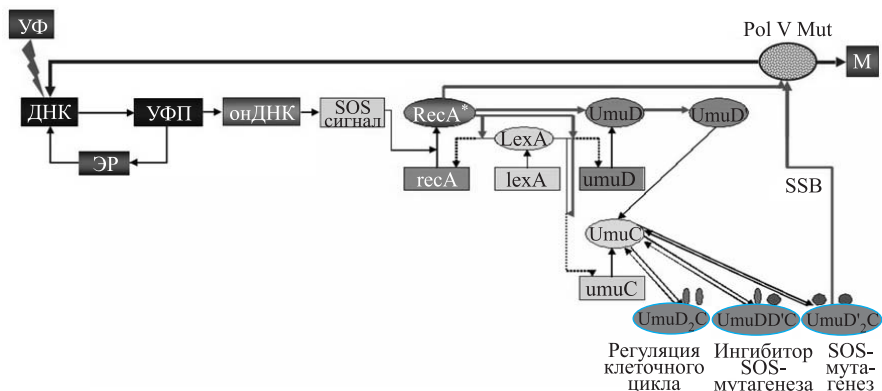 УФ
Pol V Mut
М
ДНК
УФП
онДНК
SOS
сигнал
RecA*
UmuD
UmuD'
LexA
ЭР
recA
lexA
umuD
SSB
UmuC
umuC
UmuD₂C
UmuDD'C
UmuD'₂C
Регуляция
клеточного
цикла
Ингибитор
SOS-
мутагенеза
SOS-
мута-
генез